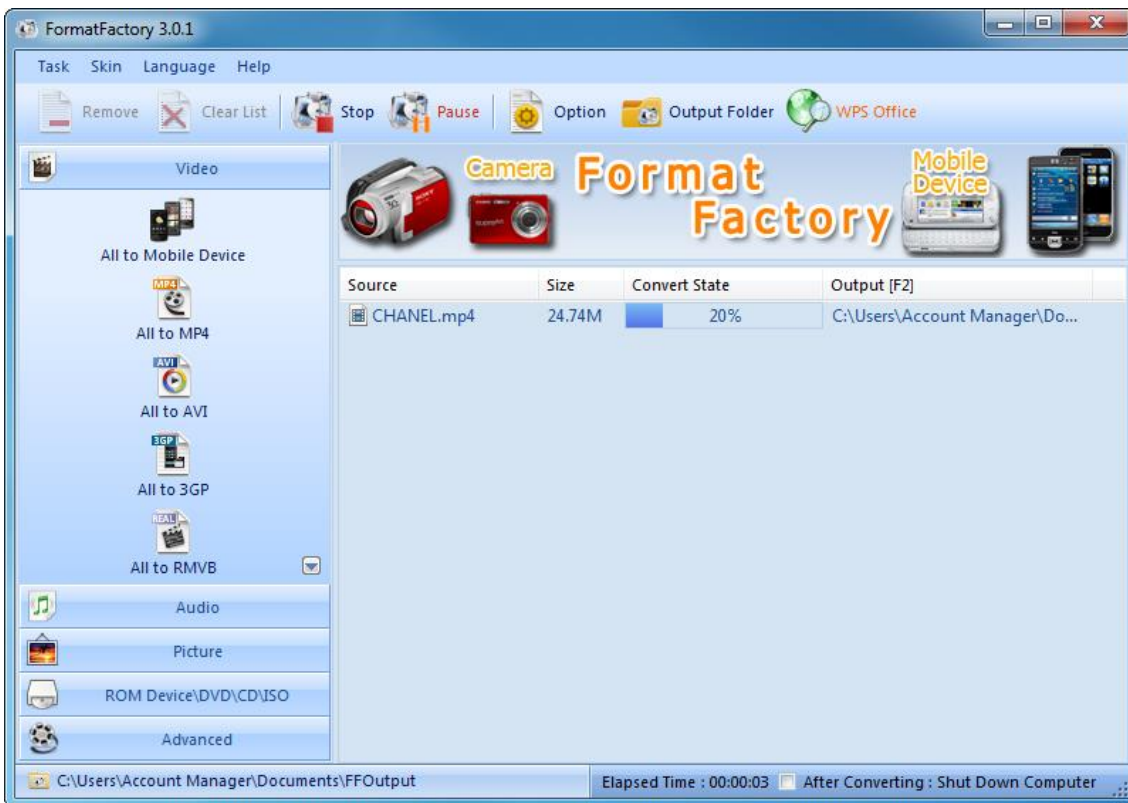 FormatFactory 3.0.1
Task Skin Language Help
Remove Clear List Stop Pause Option Output Folder WPS Office
Video
All to Mobile Device
MP4
All to MP4
AVI
All to AVI
3GP
All to 3GP
REAL
All to RMVB
Audio
Picture
ROM Device\DVD\CD\ISO
Advanced
Camera
Format
Factory
Mobile
Device
SONY
Source Size Convert State Output [F2]
CHANEL.mp4 24.74M 20% C:\Users\Account Manager\Do...
C:\Users\Account Manager\Documents\FFOutput
Elapsed Time : 00:00:03 After Converting : Shut Down Computer